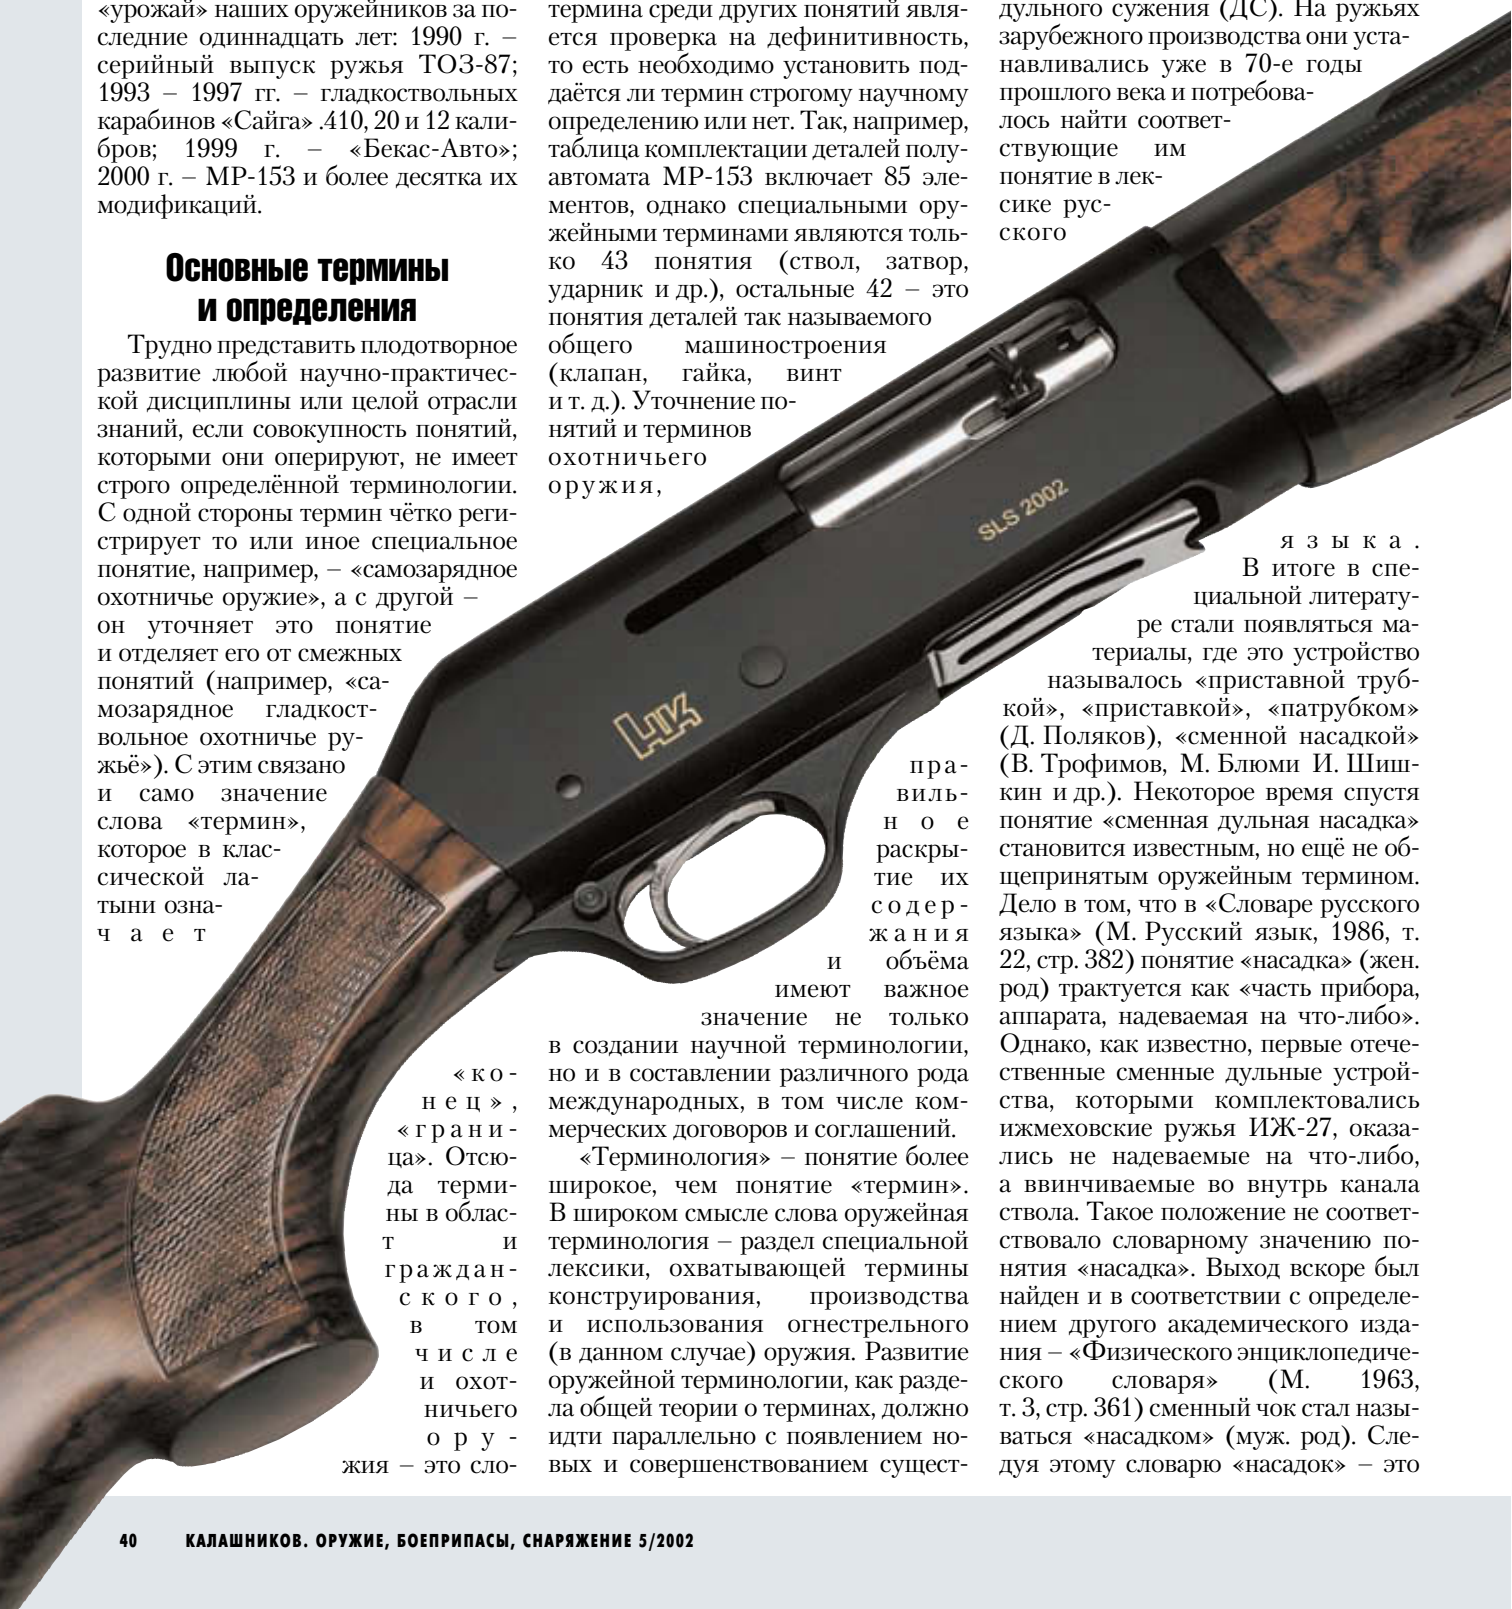 «урожай» наших оружейников за по-
следние одиннадцать лет: 1990 г. –
серийный выпуск ружья ТОЗ-87;
1993 – 1997 гг. – гладкоствольных
карабинов «Сайга» .410, 20 и 12 кали-
бров; 1999 г. – «Бекас-Авто»;
2000 г. – МР-153 и более десятка их
модификаций.
Основные термины
и определения
Трудно представить плодотворное
развитие любой научно-практичес-
кой дисциплины или целой отрасли
знаний, если совокупность понятий,
которыми они оперируют, не имеет
строго определённой терминологии.
С одной стороны термин чётко реги-
стрирует то или иное специальное
понятие, например, – «самозарядное
охотничье оружие», а с другой –
он уточняет это понятие
и отделяет его от смежных
понятий (например, «са-
мозарядное гладкост-
вольное охотничье ру-
жьё»). С этим связано
и само значение
слова «термин»,
которое в клас-
сической ла-
тыни озна-
чает
«ко-
нец»,
«грани-
ца». Отсю-
да терми-
ны в облас-
т и
граждан-
ского,
в том
числе
и охот-
ничьего
ору-
жия – это сло-
термина среди других понятий явля-
ется проверка на дефинитивность,
то есть необходимо установить под-
даётся ли термин строгому научному
определению или нет. Так, например,
таблица комплектации деталей полу-
автомата МР-153 включает 85 эле-
ментов, однако специальными ору-
жейными терминами являются толь-
ко 43 понятия (ствол, затвор,
ударник и др.), остальные 42 – это
понятия деталей так называемого
общего машиностроения
(клапан, гайка, винт
и т. д.). Уточнение по-
нятий и терминов
охотничьего
оружия,
пра-
виль-
ное
раскры-
тие их
содер-
жания
и объёма
имеют важное
значение не только
в создании научной терминологии,
но и в составлении различного рода
международных, в том числе ком-
мерческих договоров и соглашений.
«Терминология» – понятие более
широкое, чем понятие «термин».
В широком смысле слова оружейная
терминология – раздел специальной
лексики, охватывающей термины
конструирования, производства
и использования огнестрельного
(в данном случае) оружия. Развитие
оружейной терминологии, как разде-
ла общей теории о терминах, должно
идти параллельно с появлением но-
вых и совершенствованием сущест-
дульного сужения (ДС). На ружьях
зарубежного производства они уста-
навливались уже в 70-е годы
прошлого века и потребова-
лось найти соответ-
ствующие им
понятие в лек-
сике рус-
ского
языка.
В итоге в спе-
циальной литерату-
ре стали появляться ма-
териалы, где это устройство
называлось «приставной труб-
кой», «приставкой», «патрубком»
(Д. Поляков), «сменной насадкой»
(В. Трофимов, М. Блюми И. Шиш-
кин и др.). Некоторое время спустя
понятие «сменная дульная насадка»
становится известным, но ещё не об-
щепринятым оружейным термином.
Дело в том, что в «Словаре русского
языка» (М. Русский язык, 1986, т.
22, стр. 382) понятие «насадка» (жен.
род) трактуется как «часть прибора,
аппарата, надеваемая на что-либо».
Однако, как известно, первые отече-
ственные сменные дульные устрой-
ства, которыми комплектовались
ижмеховские ружья ИЖ-27, оказа-
лись не надеваемые на что-либо,
а ввинчиваемые во внутрь канала
ствола. Такое положение не соответ-
ствовало словарному значению по-
нятия «насадка». Выход вскоре был
найден и в соответствии с определе-
нием другого академического изда-
ния – «Физического энциклопедиче-
ского словаря» (М. 1963,
т. 3, стр. 361) сменный чок стал назы-
ваться «насадком» (муж. род). Сле-
дуя этому словарю «насадок» – это
SLS 2002
HK
40 КАЛАШНИКОВ. ОРУЖИЕ, БОЕПРИПАСЫ, СНАРЯЖЕНИЕ 5/2002